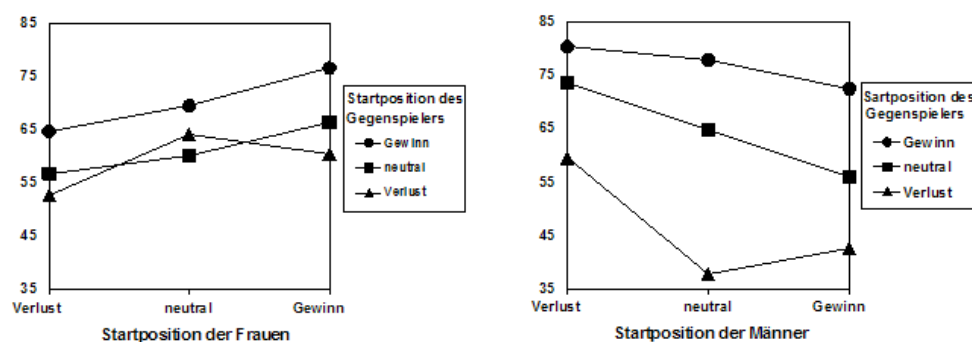 85
75
65
55
45
35
Verlust
neutral
Gewinn
Startposition der Frauen
Startposition des
Gegenspielers
Gewinn
neutral
Verlust
85
75
65
55
45
35
Verlust
neutral
Gewinn
Startposition der Männer
Sartposition des
Gegenspielers
Gewinn
neutral
Verlust